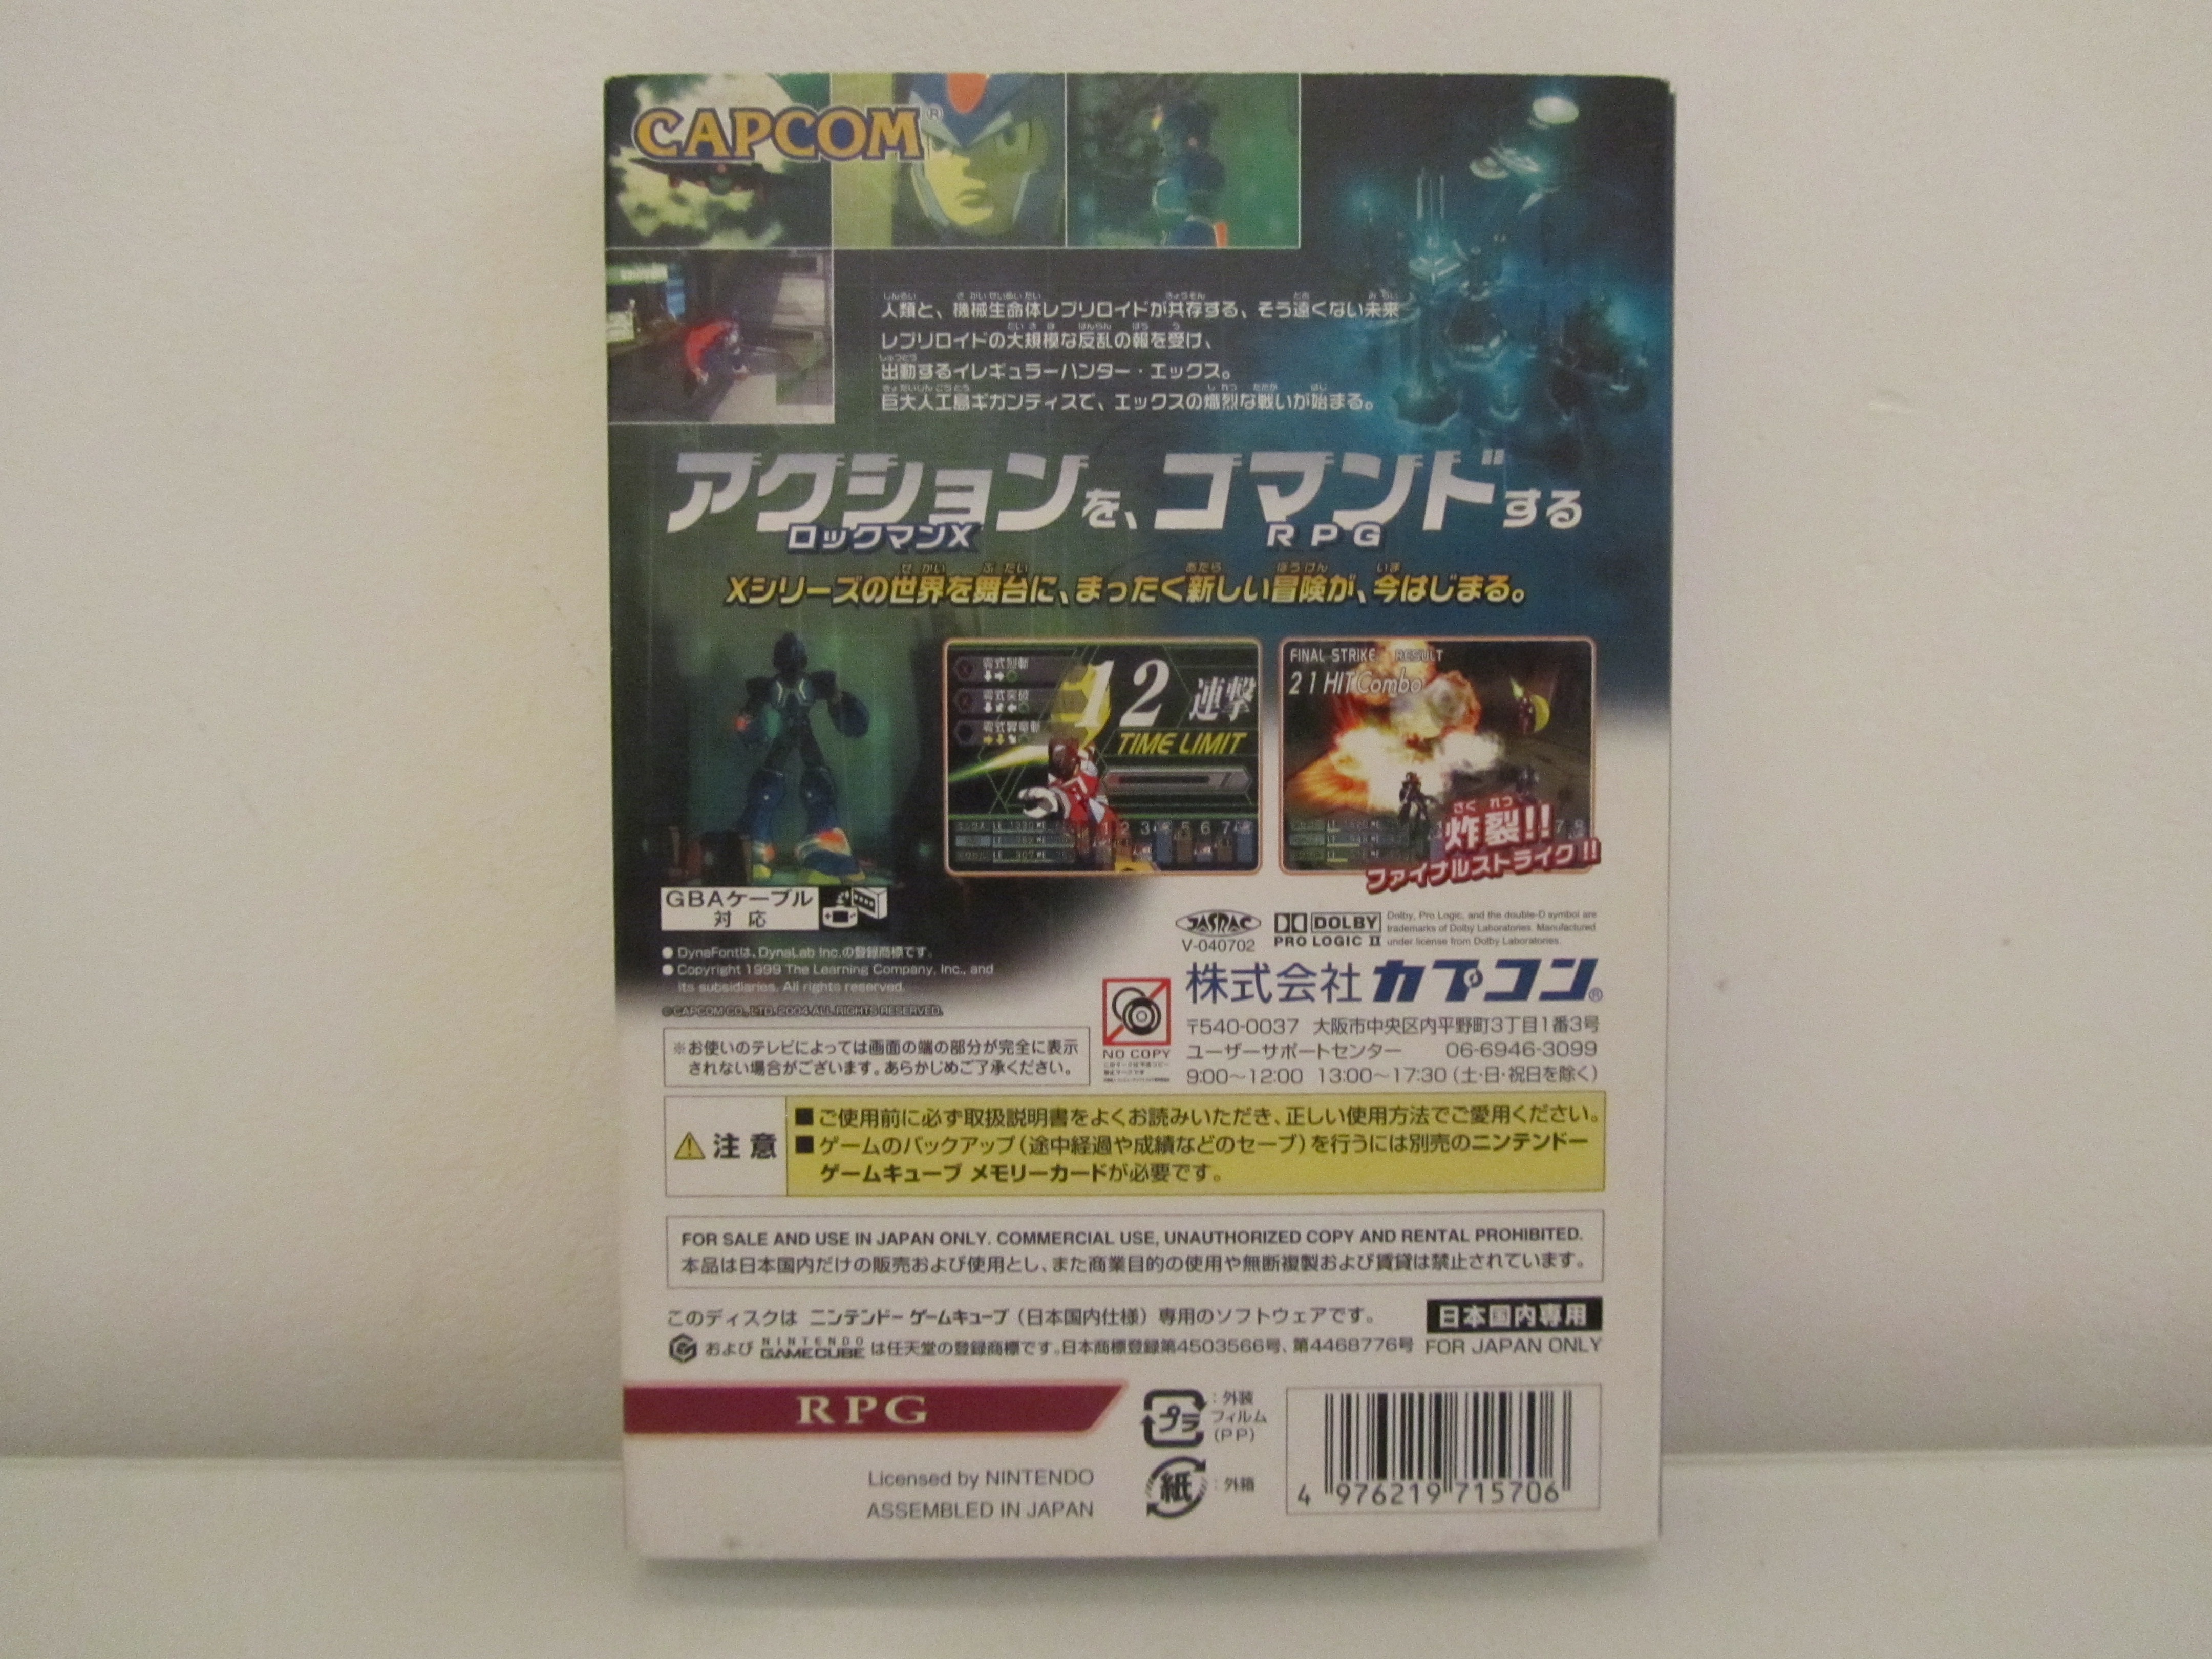 CAPCOM®
人類と、機械生命体レプリロイドが共存する、そう遠くない未来
レプリロイドの大規模な反乱の報を受け、
出動するイレギュラーハンター・エックス。
巨大人工島ギガンティスで、エックスの熾烈な戦いが始まる。
アクションを、コマンドする
ロックマンX RPG
Xシリーズの世界を舞台に、まったく新しい冒険が、今はじまる。
12連撃
TIME LIMIT
FINAL STRIKE RESULT
21 HIT Combo
炸裂!!
ファイナルストライク!!
GBAケーブル
対応
JASRAC
V-040702
DOLBY
PRO LOGIC II
Dolby, Pro Logic, and the double-D symbol are
trademarks of Dolby Laboratories. Manufactured
under license from Dolby Laboratories.
● DynaFontは、DynaLab Inc.の登録商標です。
● Copyright 1999 The Learning Company, Inc., and
its subsidiaries. All rights reserved.
©CAPCOM CO., LTD. 2004 ALL RIGHTS RESERVED.
株式会社カプコン®
〒540-0037 大阪市中央区内平野町3丁目1番3号
ユーザーサポートセンター 06-6946-3099
9:00〜12:00 13:00〜17:30(土・日・祝日を除く)
NO COPY
※お使いのテレビによっては画面の端の部分が完全に表示
されない場合がございます。あらかじめご了承ください。
注意
■ご使用前に必ず取扱説明書をよくお読みいただき、正しい使用方法でご愛用ください。
■ゲームのバックアップ(途中経過や成績などのセーブ)を行うには別売のニンテンドー
ゲームキューブ メモリーカードが必要です。
FOR SALE AND USE IN JAPAN ONLY. COMMERCIAL USE, UNAUTHORIZED COPY AND RENTAL PROHIBITED.
本品は日本国内だけの販売および使用とし、また商業目的の使用や無断複製および賃貸は禁止されています。
このディスクは ニンテンドー ゲームキューブ(日本国内仕様)専用のソフトウェアです。
日本国内専用
および NINTENDO GAMECUBE は任天堂の登録商標です。日本商標登録第4503566号、第4468776号
FOR JAPAN ONLY
RPG
プラ
:外装
フィルム
(PP)
紙
:外箱
Licensed by NINTENDO
ASSEMBLED IN JAPAN
4 976219 715706